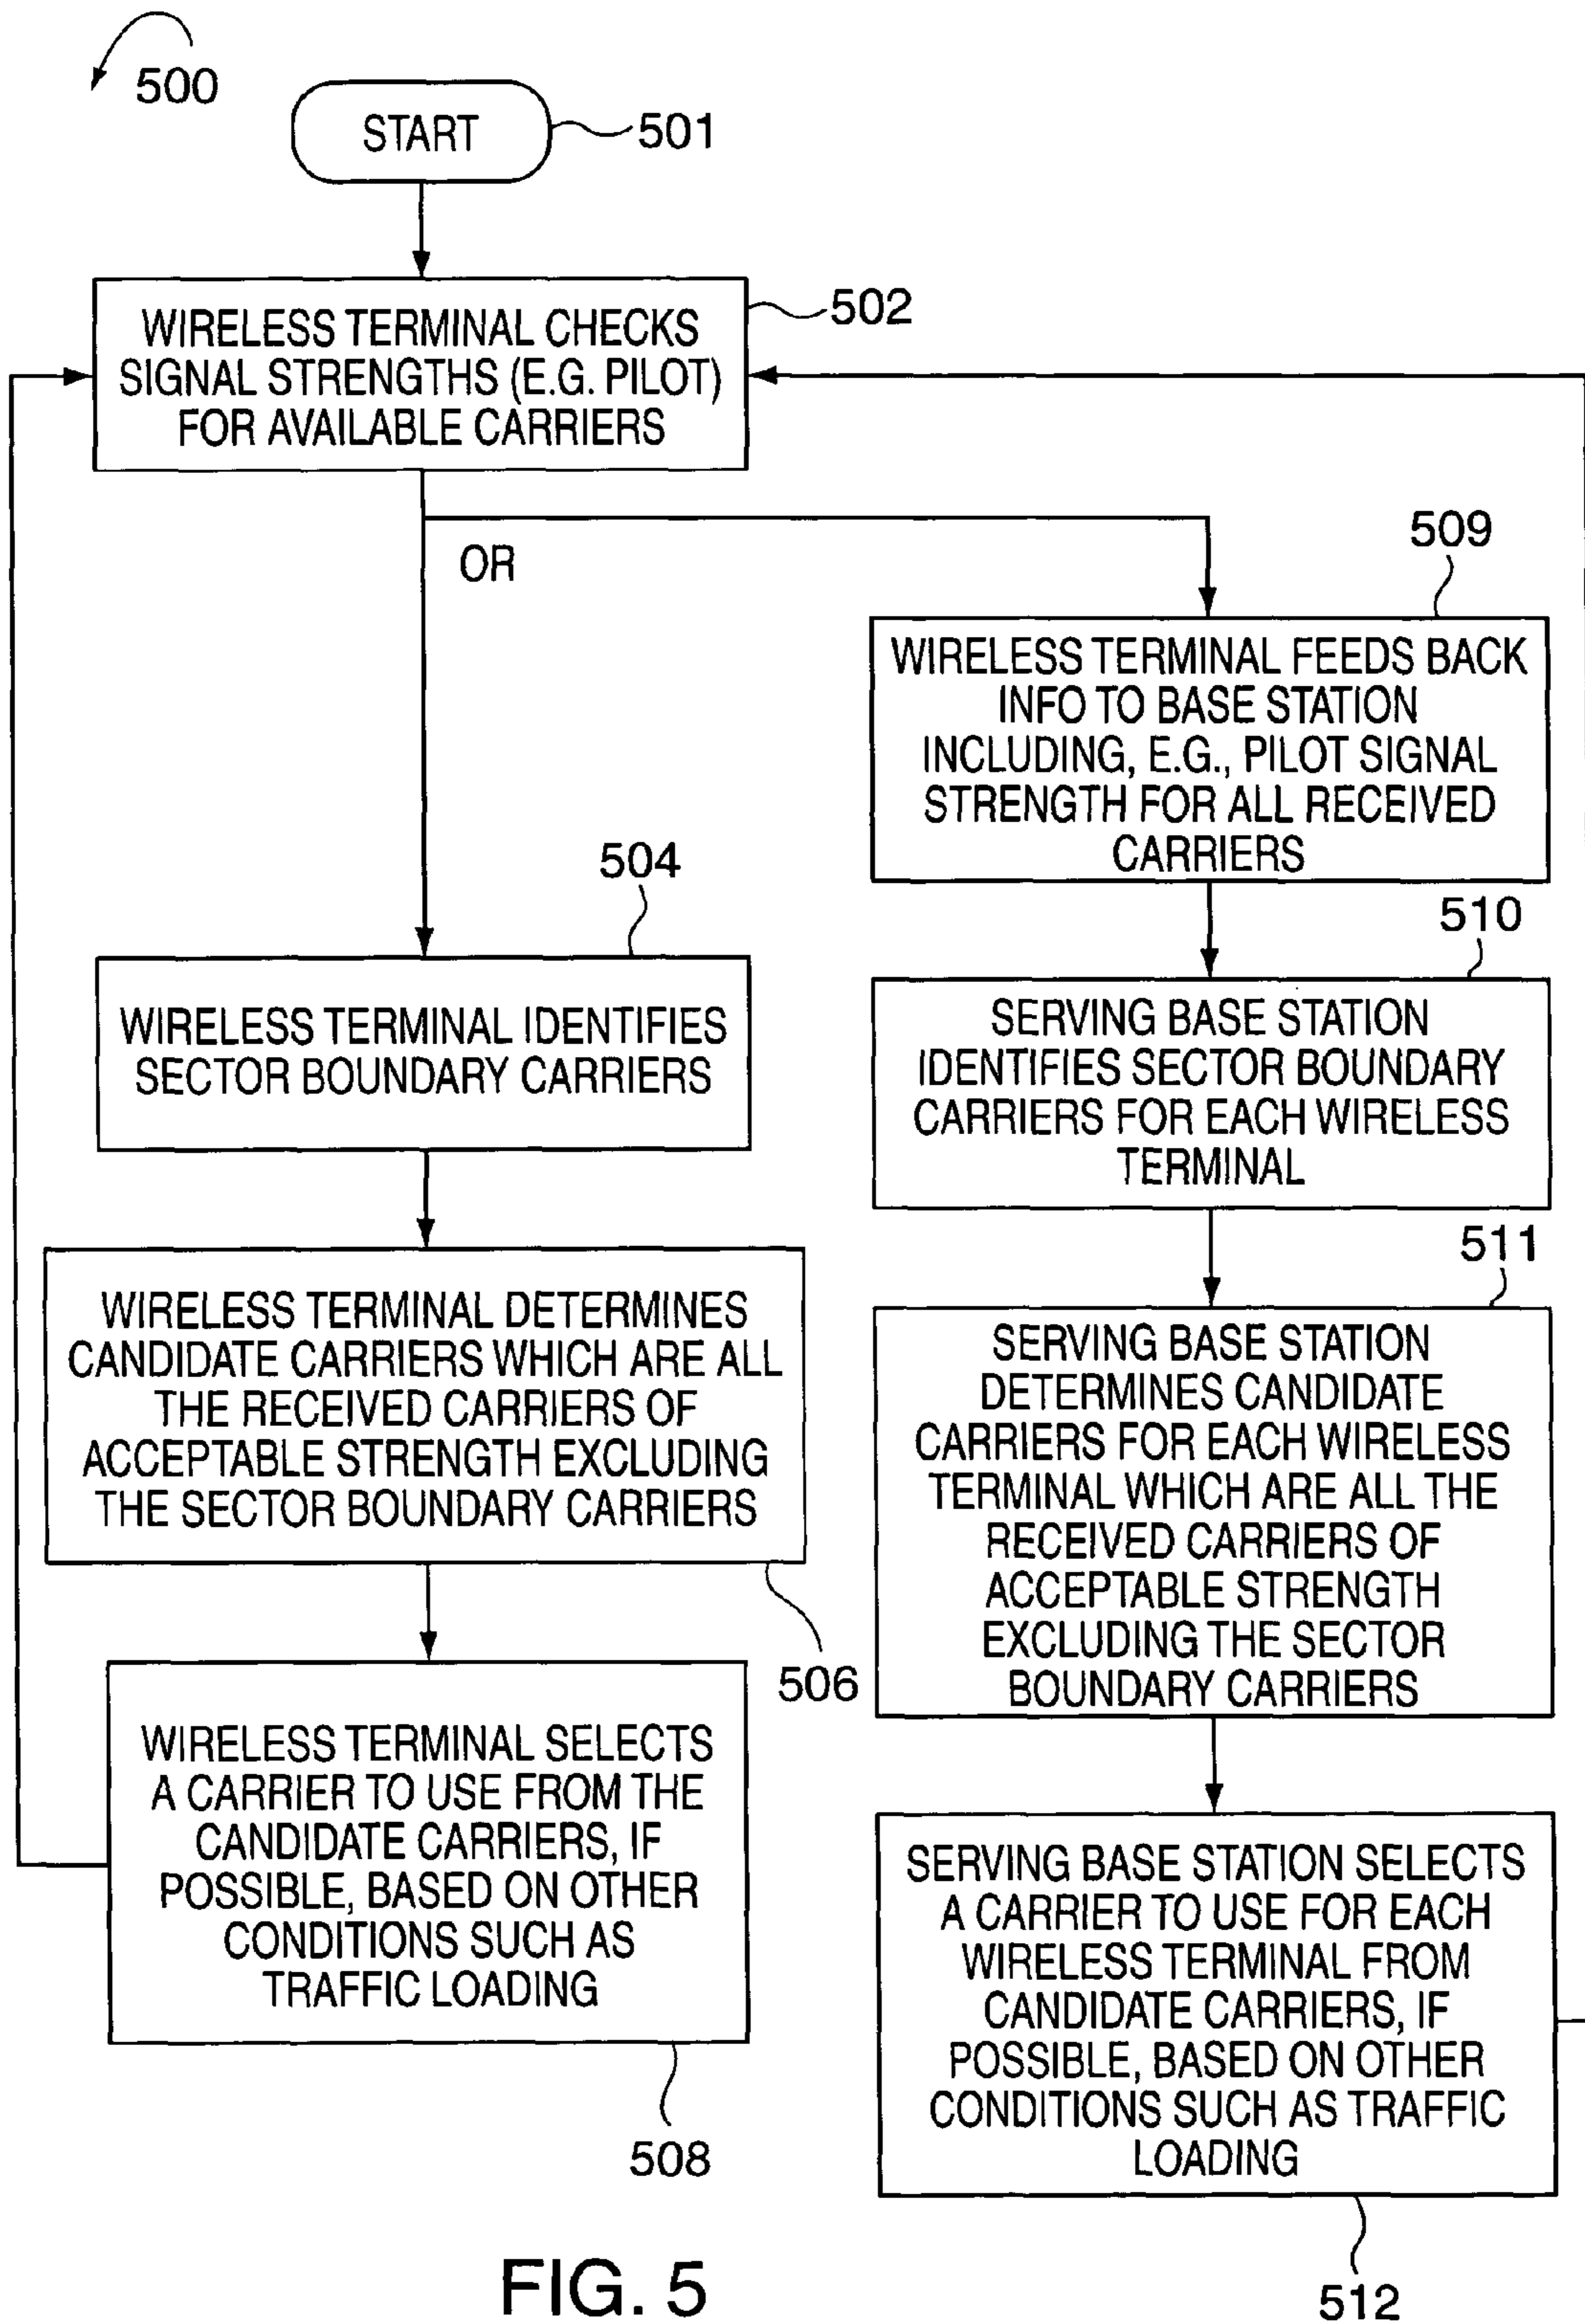 500
START
501
WIRELESS TERMINAL CHECKS
SIGNAL STRENGTHS (E.G. PILOT)
FOR AVAILABLE CARRIERS
502
OR
509
WIRELESS TERMINAL FEEDS BACK
INFO TO BASE STATION
INCLUDING, E.G., PILOT SIGNAL
STRENGTH FOR ALL RECEIVED
CARRIERS
504
WIRELESS TERMINAL IDENTIFIES
SECTOR BOUNDARY CARRIERS
510
SERVING BASE STATION
IDENTIFIES SECTOR BOUNDARY
CARRIERS FOR EACH WIRELESS
TERMINAL
WIRELESS TERMINAL DETERMINES
CANDIDATE CARRIERS WHICH ARE ALL
THE RECEIVED CARRIERS OF
ACCEPTABLE STRENGTH EXCLUDING
THE SECTOR BOUNDARY CARRIERS
506
511
SERVING BASE STATION
DETERMINES CANDIDATE
CARRIERS FOR EACH WIRELESS
TERMINAL WHICH ARE ALL THE
RECEIVED CARRIERS OF
ACCEPTABLE STRENGTH
EXCLUDING THE SECTOR
BOUNDARY CARRIERS
WIRELESS TERMINAL SELECTS
A CARRIER TO USE FROM THE
CANDIDATE CARRIERS, IF
POSSIBLE, BASED ON OTHER
CONDITIONS SUCH AS
TRAFFIC LOADING
508
SERVING BASE STATION SELECTS
A CARRIER TO USE FOR EACH
WIRELESS TERMINAL FROM
CANDIDATE CARRIERS, IF
POSSIBLE, BASED ON OTHER
CONDITIONS SUCH AS TRAFFIC
LOADING
512
FIG. 5